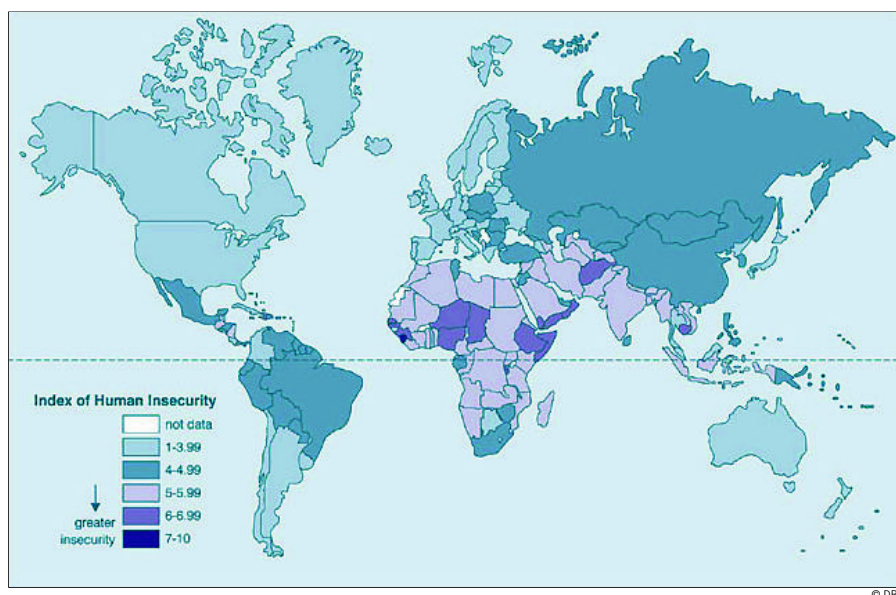 Index of Human Insecurity
not data
1-3.99
4-4.99
5-5.99
6-6.99
7-10
greater
insecurity